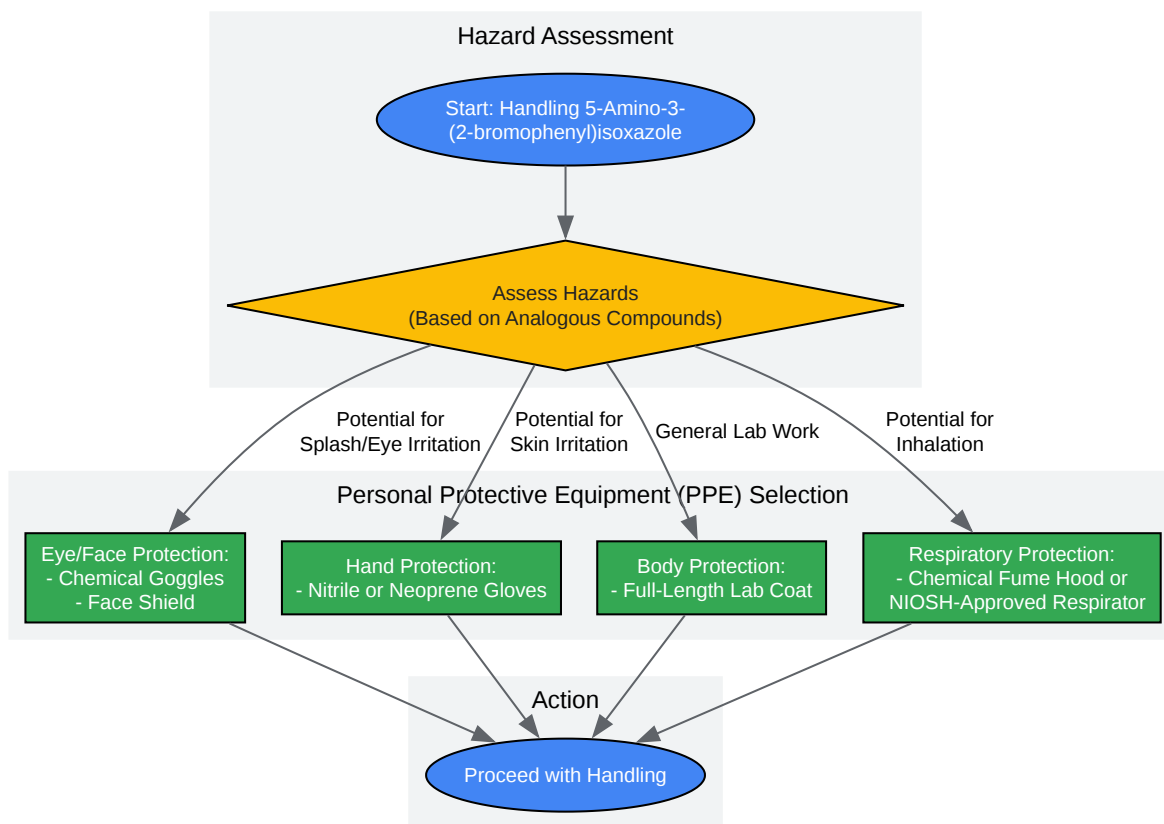 Hazard Assessment
Start: Handling 5-Amino-3-
(2-bromophenyl)isoxazole
Assess Hazards
(Based on Analogous Compounds)
Potential for
Splash/Eye Irritation
Potential for
Skin Irritation
General Lab Work
Potential for
Inhalation
Personal Protective Equipment (PPE) Selection
Eye/Face Protection:
- Chemical Goggles
- Face Shield
Hand Protection:
- Nitrile or Neoprene Gloves
Body Protection:
- Full-Length Lab Coat
Respiratory Protection:
- Chemical Fume Hood or
NIOSH-Approved Respirator
Action
Proceed with Handling